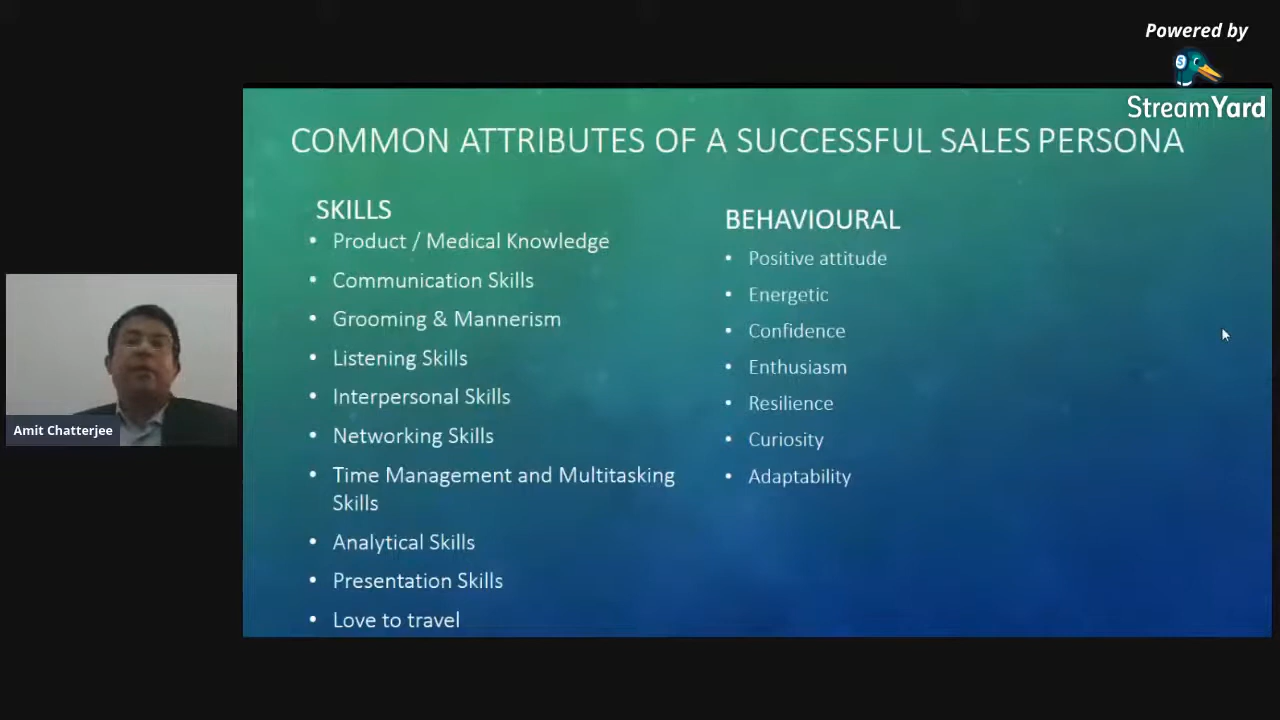 Powered by
StreamYard
COMMON ATTRIBUTES OF A SUCCESSFUL SALES PERSONA
SKILLS
• Product / Medical Knowledge
• Communication Skills
• Grooming & Mannerism
• Listening Skills
• Interpersonal Skills
• Networking Skills
• Time Management and Multitasking
Skills
• Analytical Skills
• Presentation Skills
• Love to travel
BEHAVIOURAL
• Positive attitude
• Energetic
• Confidence
• Enthusiasm
• Resilience
• Curiosity
• Adaptability
Amit Chatterjee